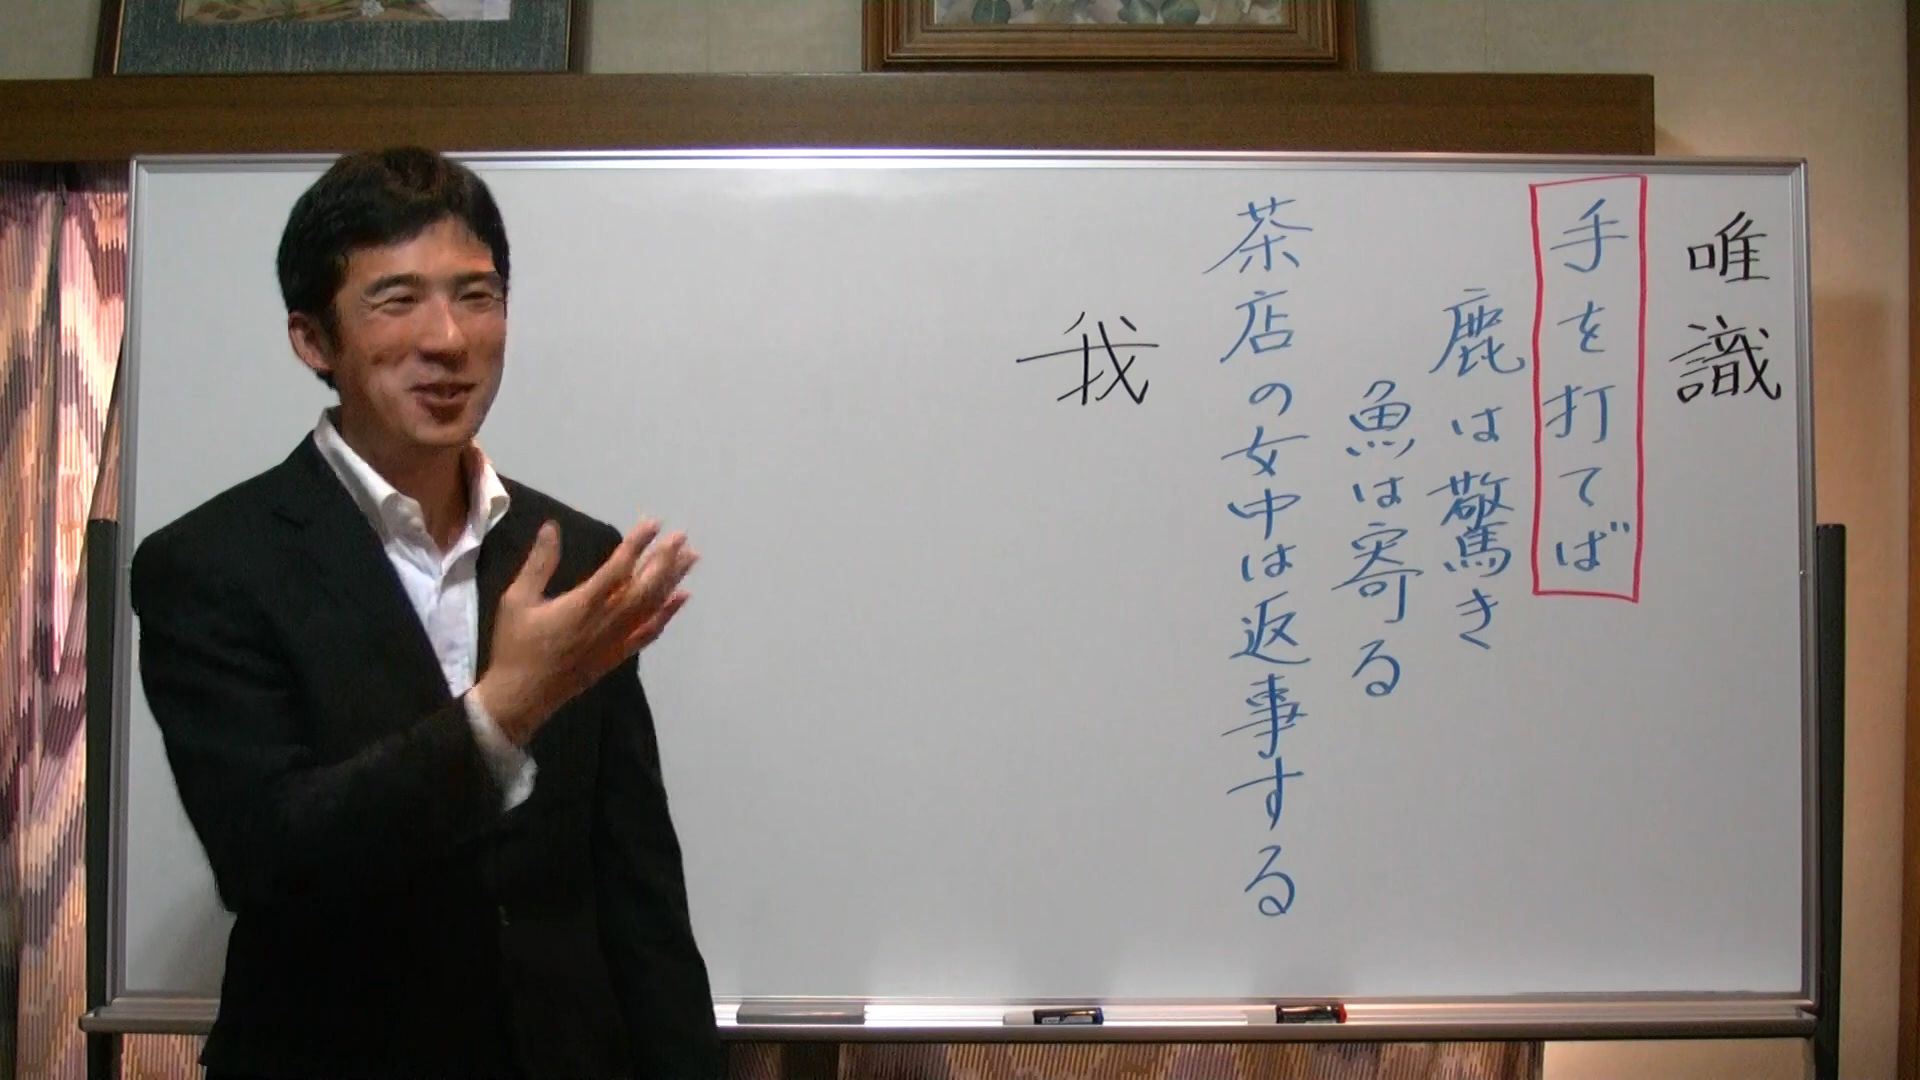 唯識
手を打てば
鹿は驚き
魚は寄る
茶店の女中は返事する
我